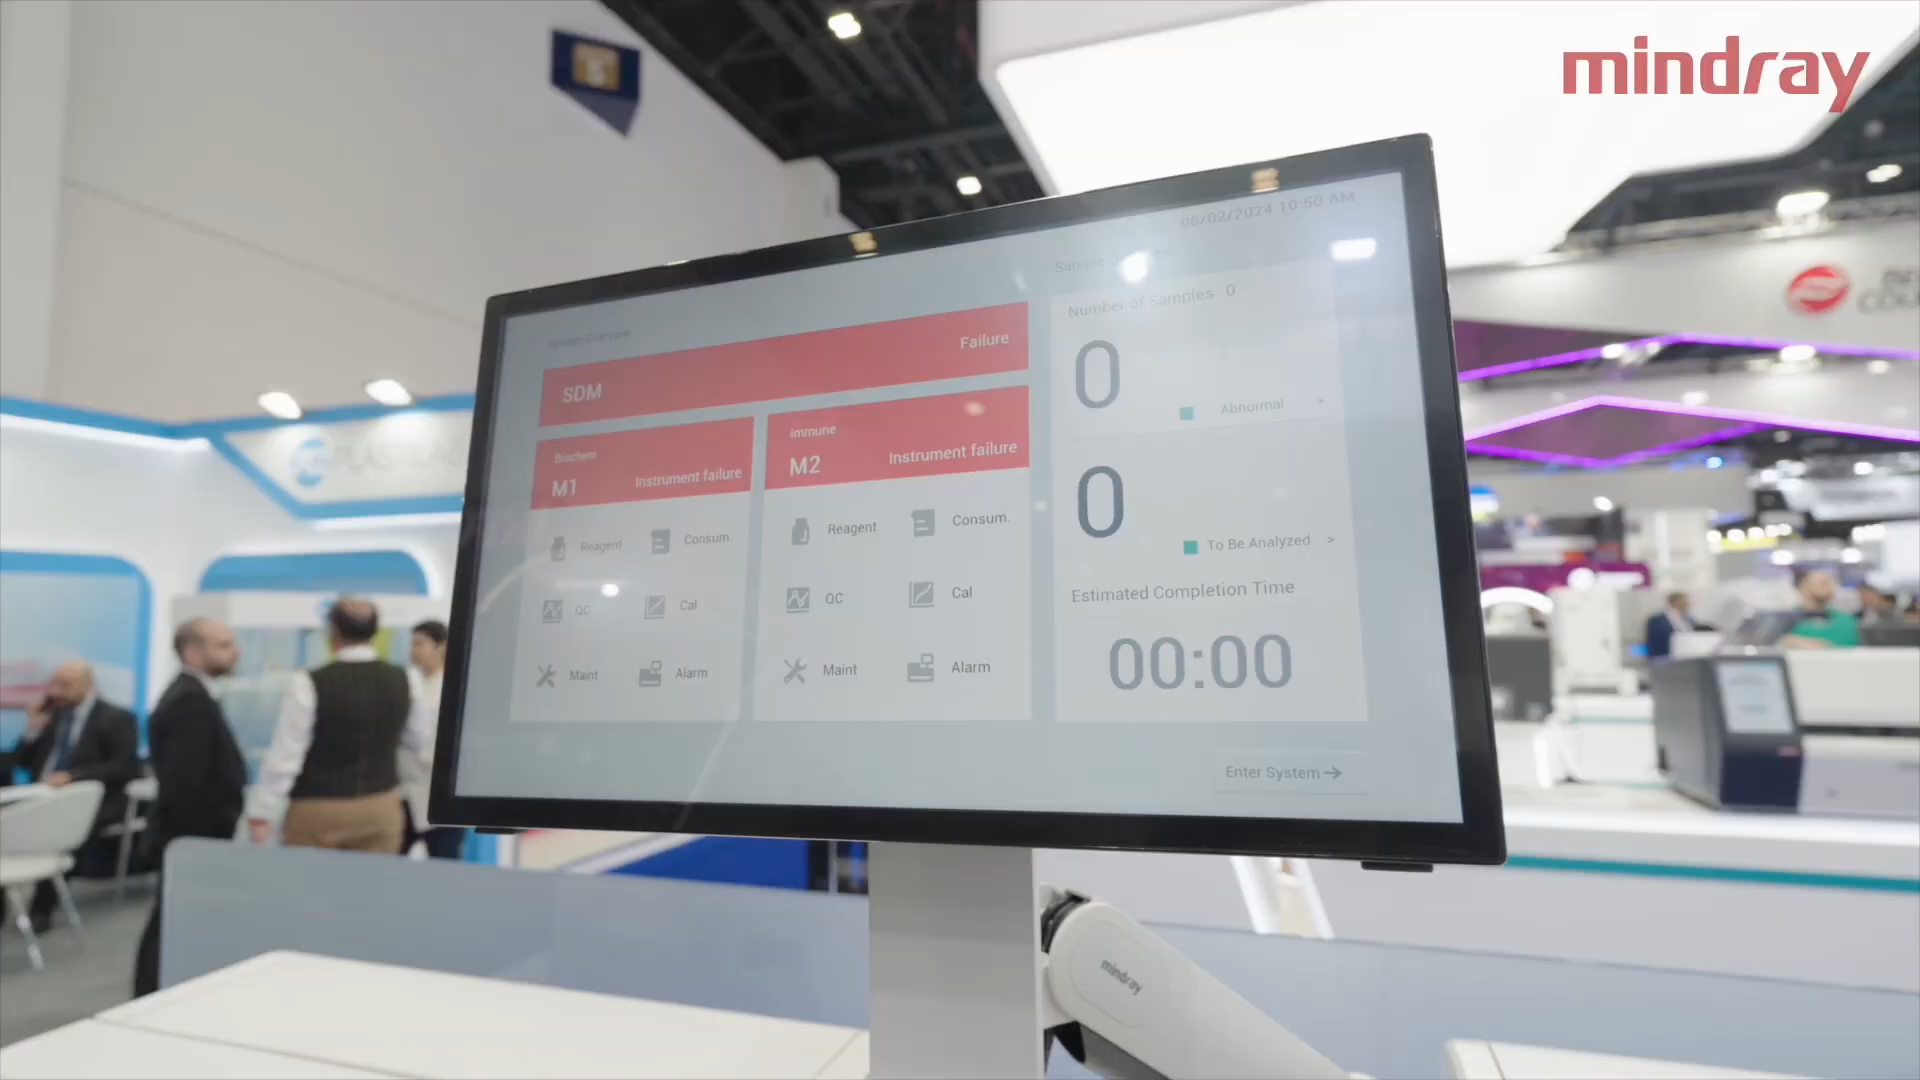 mindray
06/02/2024 10:50 AM
System Overview
SDM
Failure
Biochem
M1
Instrument failure
Reagent
Consum.
QC
Cal
Maint
Alarm
Immune
M2
Instrument failure
Reagent
Consum.
QC
Cal
Maint
Alarm
Number of Samples 0
0
Abnormal >
0
To Be Analyzed >
Estimated Completion Time
00:00
Enter System →
mindray